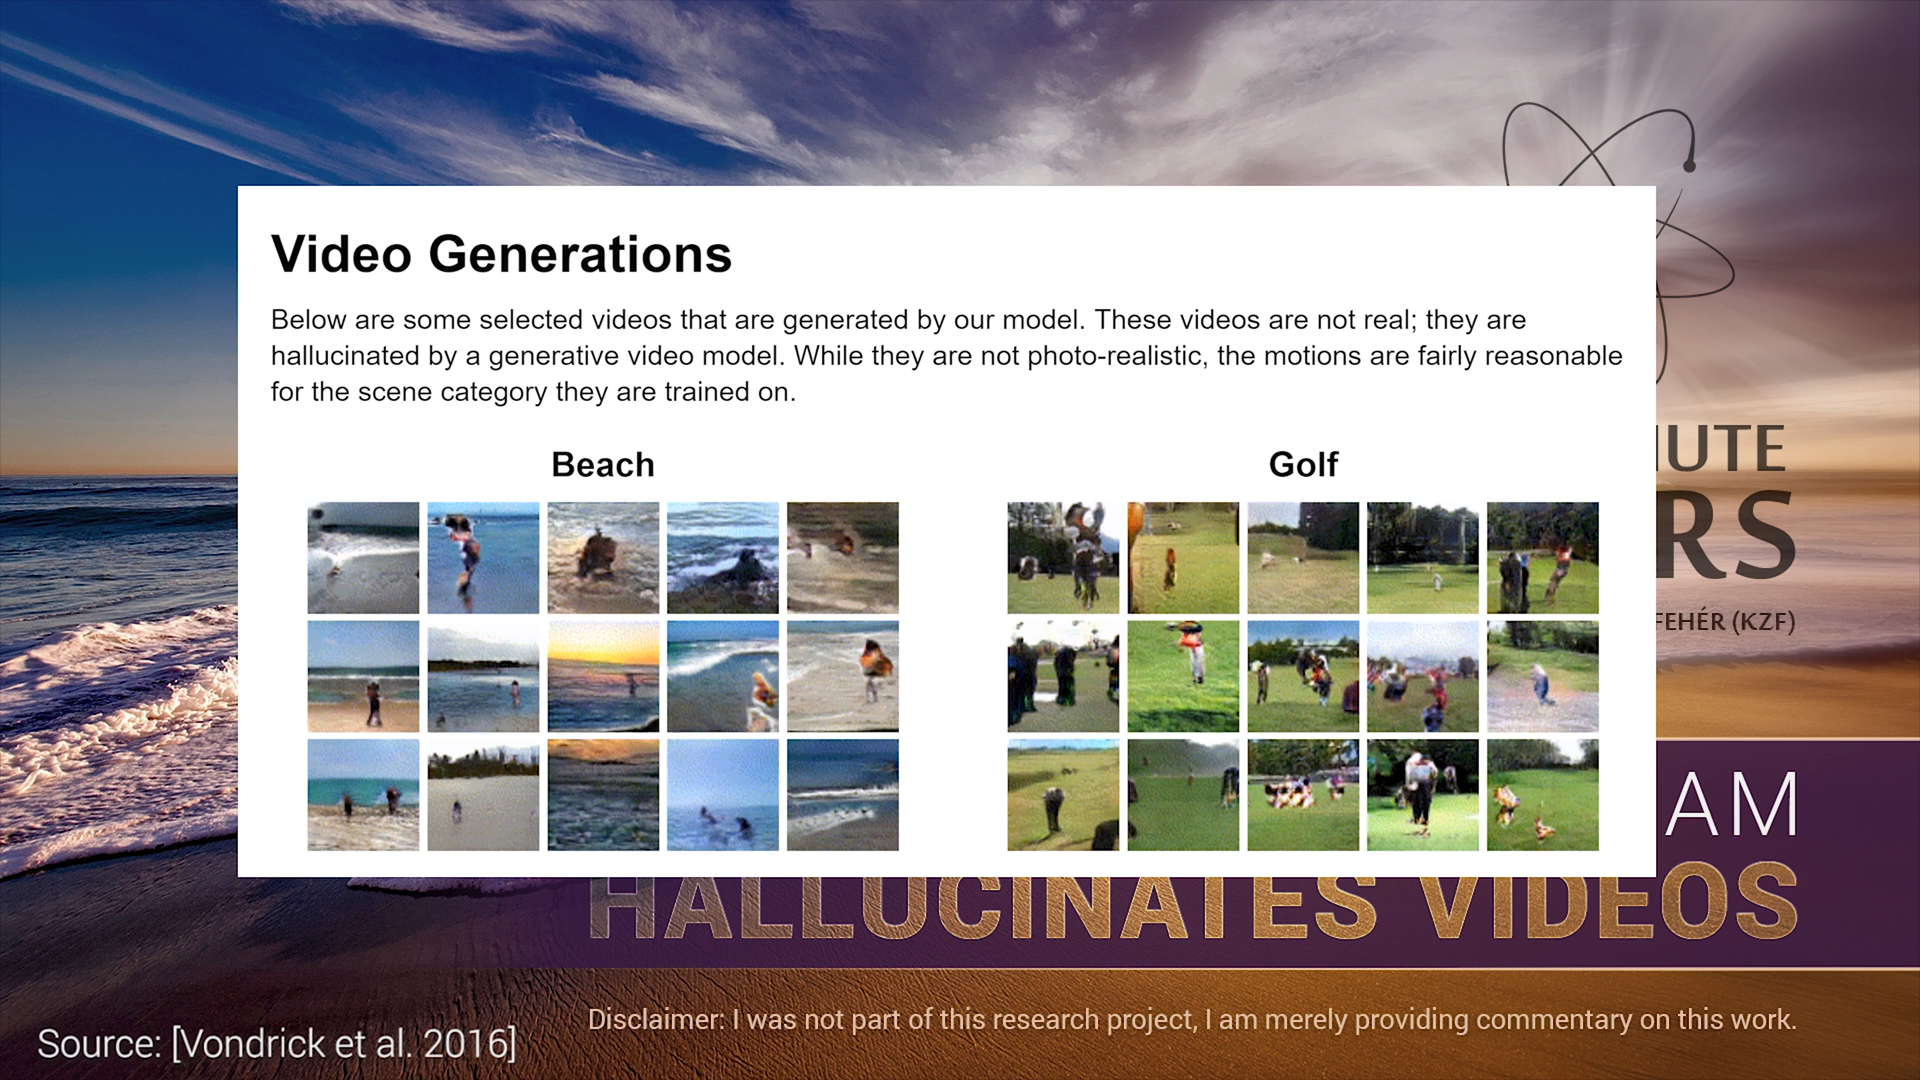 Video Generations
Below are some selected videos that are generated by our model. These videos are not real; they are
hallucinated by a generative video model. While they are not photo-realistic, the motions are fairly reasonable
for the scene category they are trained on.
Beach
Golf
UTE
RS
FEHÉR (KZF)
AM
HALLUCINATES VIDEOS
Disclaimer: I was not part of this research project, I am merely providing commentary on this work.
Source: [Vondrick et al. 2016]